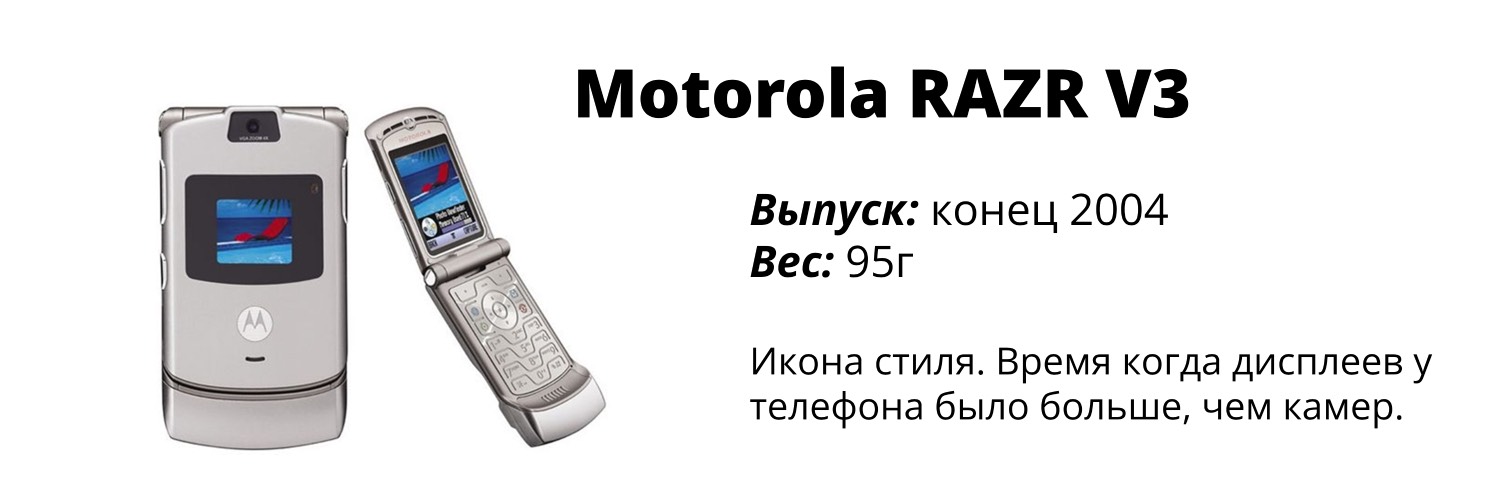 Motorola RAZR V3
Выпуск: конец 2004
Вес: 95г
Икона стиля. Время когда дисплеев у
телефона было больше, чем камер.